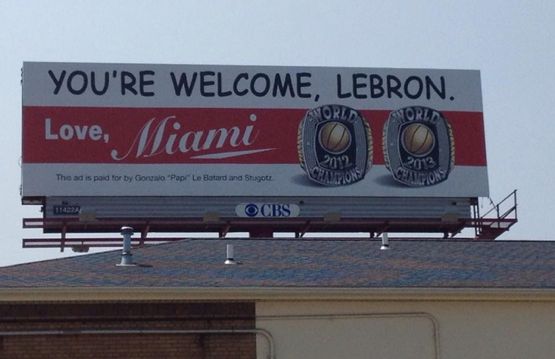 YOU'RE WELCOME, LEBRON.
Love, Miami
WORLD 2012 CHAMPIONS
WORLD 2013 CHAMPIONS
This ad is paid for by Gonzalo "Papi" Le Batard and Stugotz.
11422A
CBS